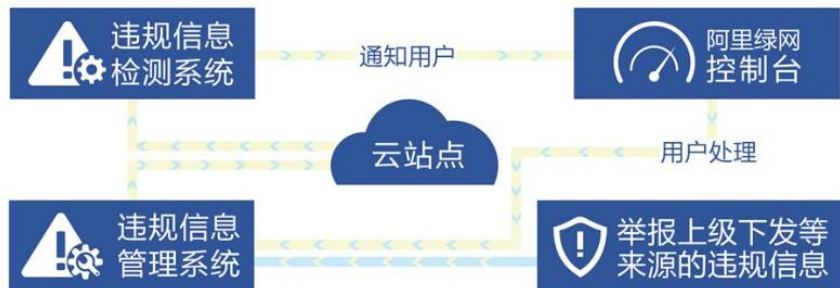 违规信息
检测系统
通知用户
阿里绿网
控制台
云站点
用户处理
违规信息
管理系统
举报上级下发等
来源的违规信息